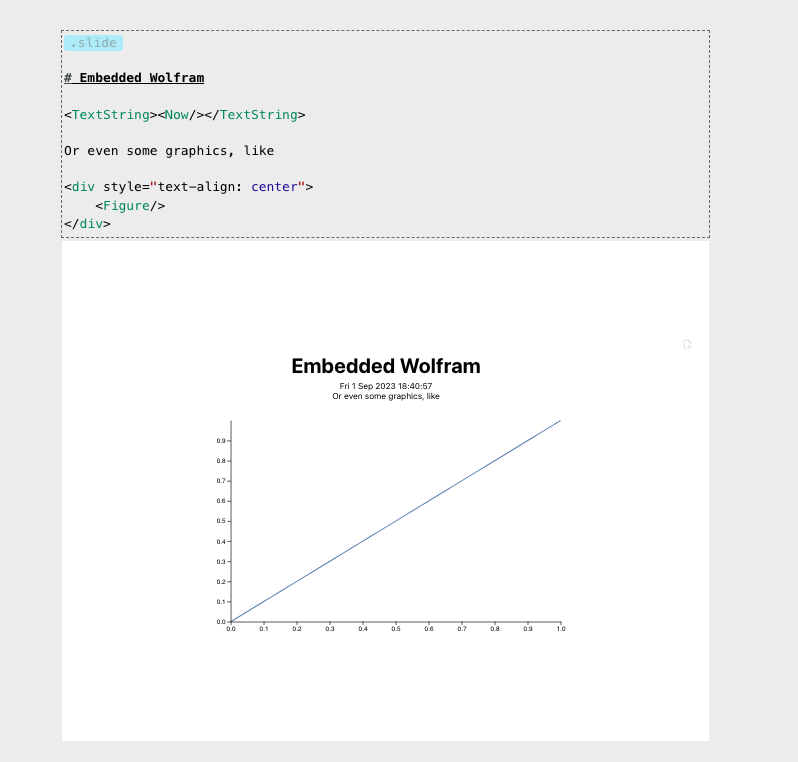 .slide
# Embedded Wolfram
<TextString><Now/></TextString>
Or even some graphics, like
<div style="text-align: center">
    <Figure/>
</div>
Embedded Wolfram
Fri 1 Sep 2023 18:40:57
Or even some graphics, like
0.9
0.8
0.7
0.6
0.5
0.4
0.3
0.2
0.1
0.0
0.0 0.1 0.2 0.3 0.4 0.5 0.6 0.7 0.8 0.9 1.0